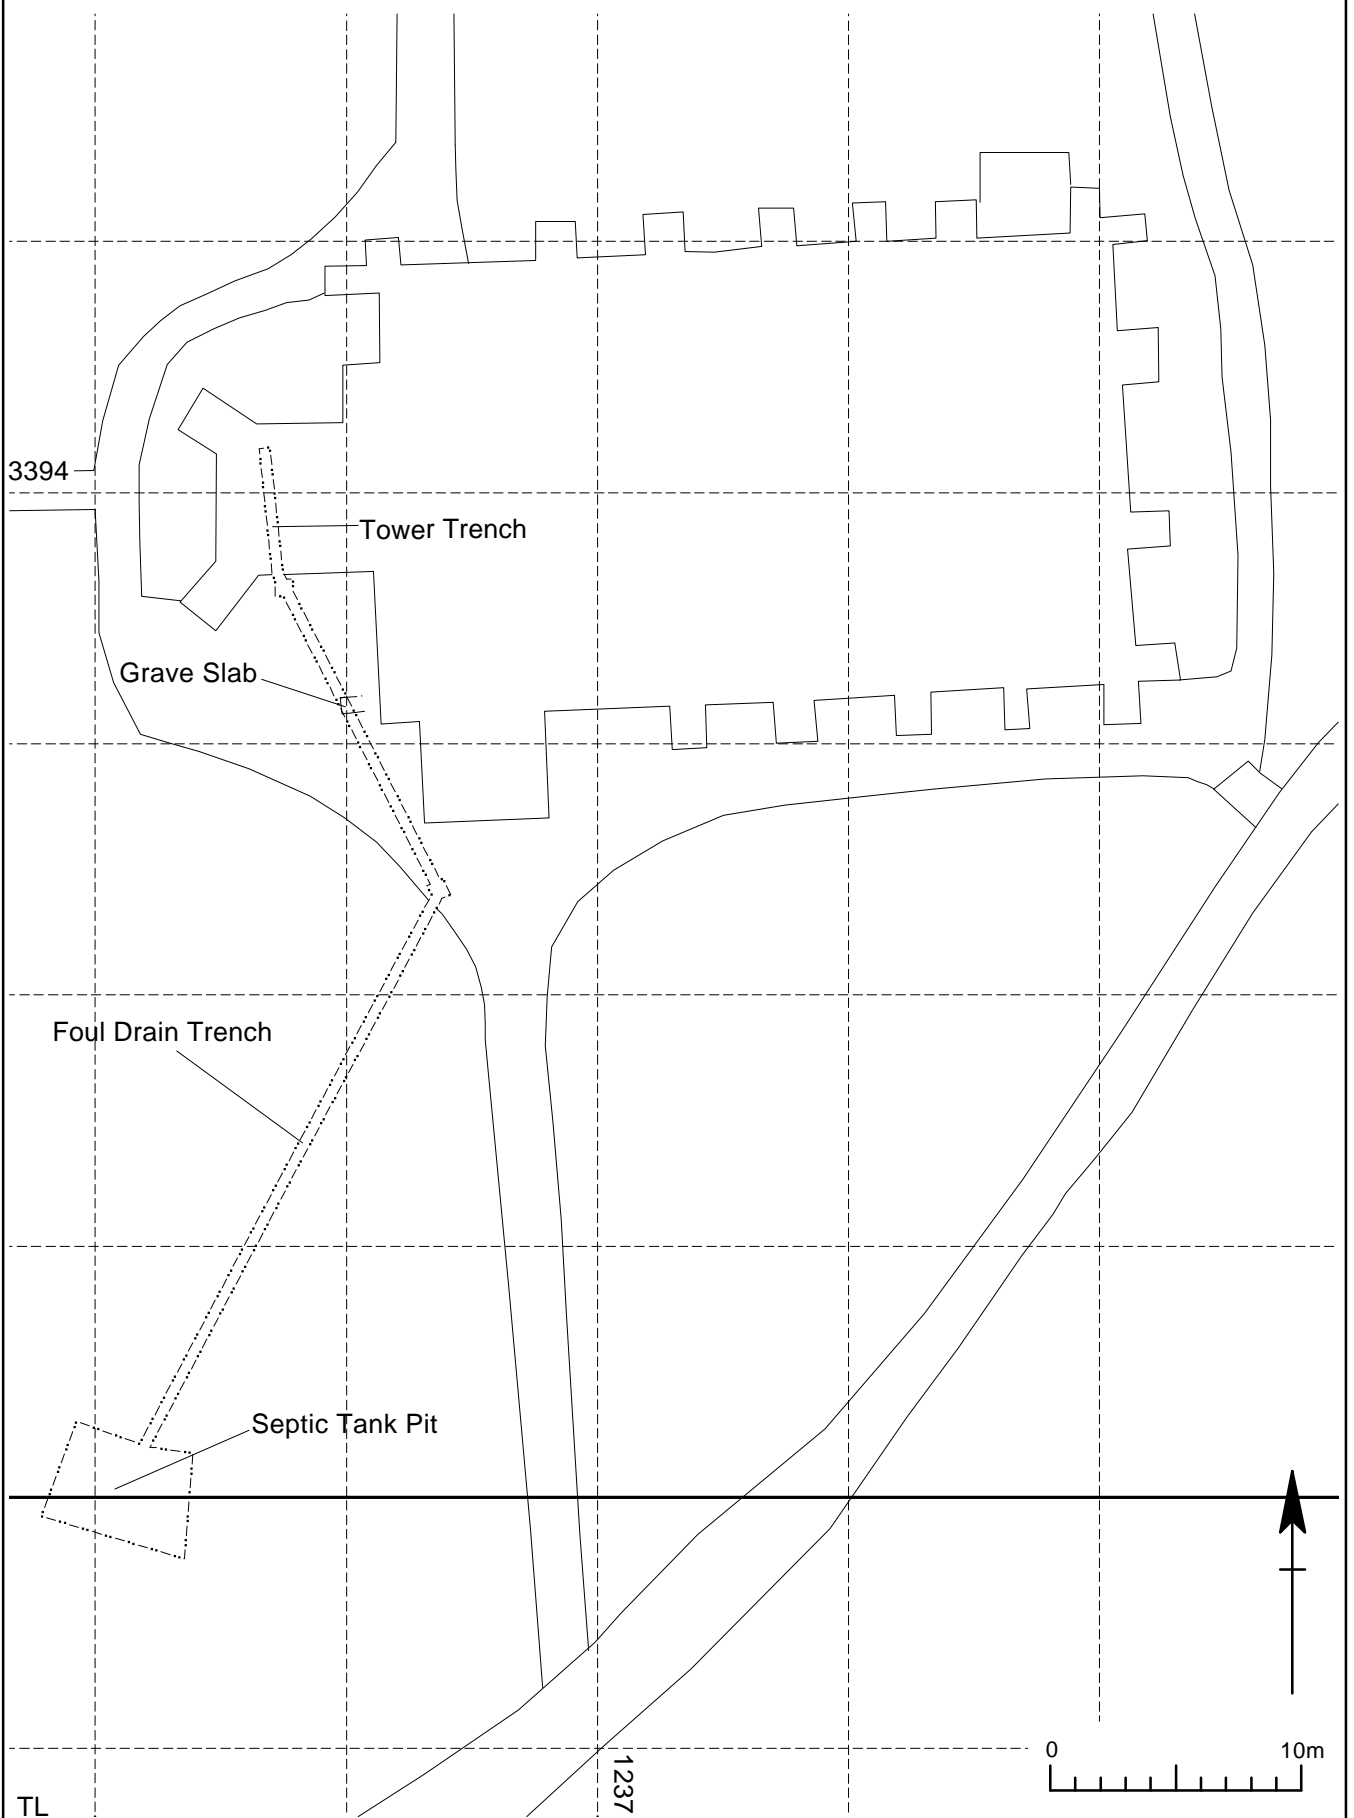 3394
Tower Trench
Grave Slab
Foul Drain Trench
Septic Tank Pit
0 10m
1237
TL